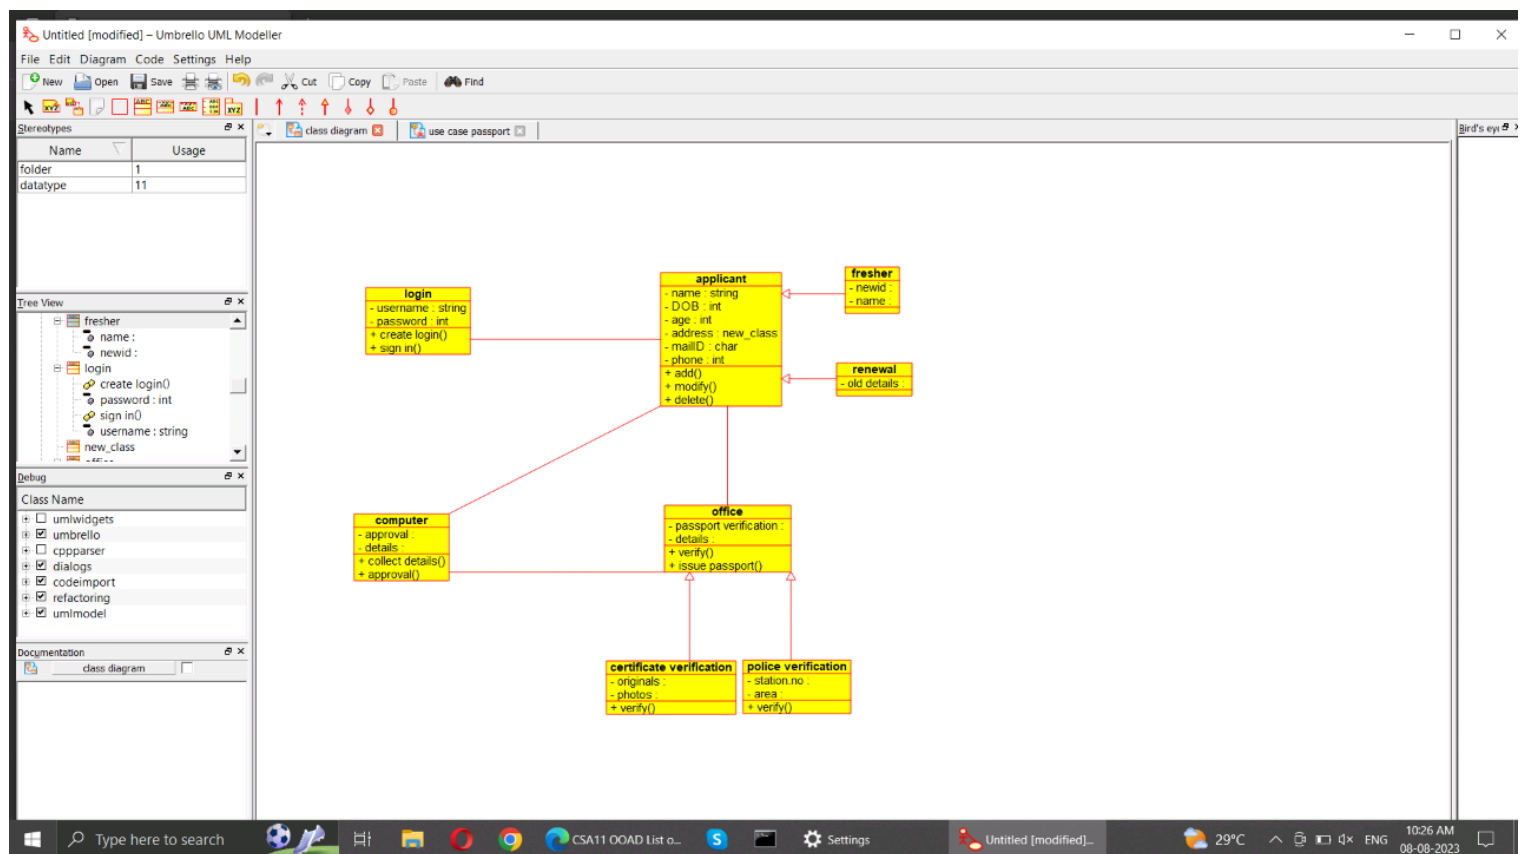 Untitled [modified] – Umbrello UML Modeller
File Edit Diagram Code Settings Help
New Open Save Cut Copy Paste Find
Stereotypes
class diagram use case passport
Name Usage
folder 1
datatype 11
Tree View
fresher
name :
newid :
login
create login()
password : int
sign in()
username : string
new_class
office
Debug
Class Name
umlwidgets
umbrello
cppparser
dialogs
codeimport
refactoring
umlmodel
Documentation
class diagram
login
- username : string
- password : int
+ create login()
+ sign in()
applicant
- name : string
- DOB : int
- age : int
- address : new_class
- mailID : char
- phone : int
+ add()
+ modify()
+ delete()
fresher
- newid :
- name :
renewal
- old details :
computer
- approval :
- details :
+ collect details()
+ approval()
office
- passport verification :
- details :
+ verify()
+ issue passport()
certificate verification
- originals :
- photos :
+ verify()
police verification
- station.no :
- area :
+ verify()
Bird's eye
Type here to search
CSA11 OOAD List o...
Settings
Untitled [modified]...
29°C
ENG
10:26 AM
08-08-2023